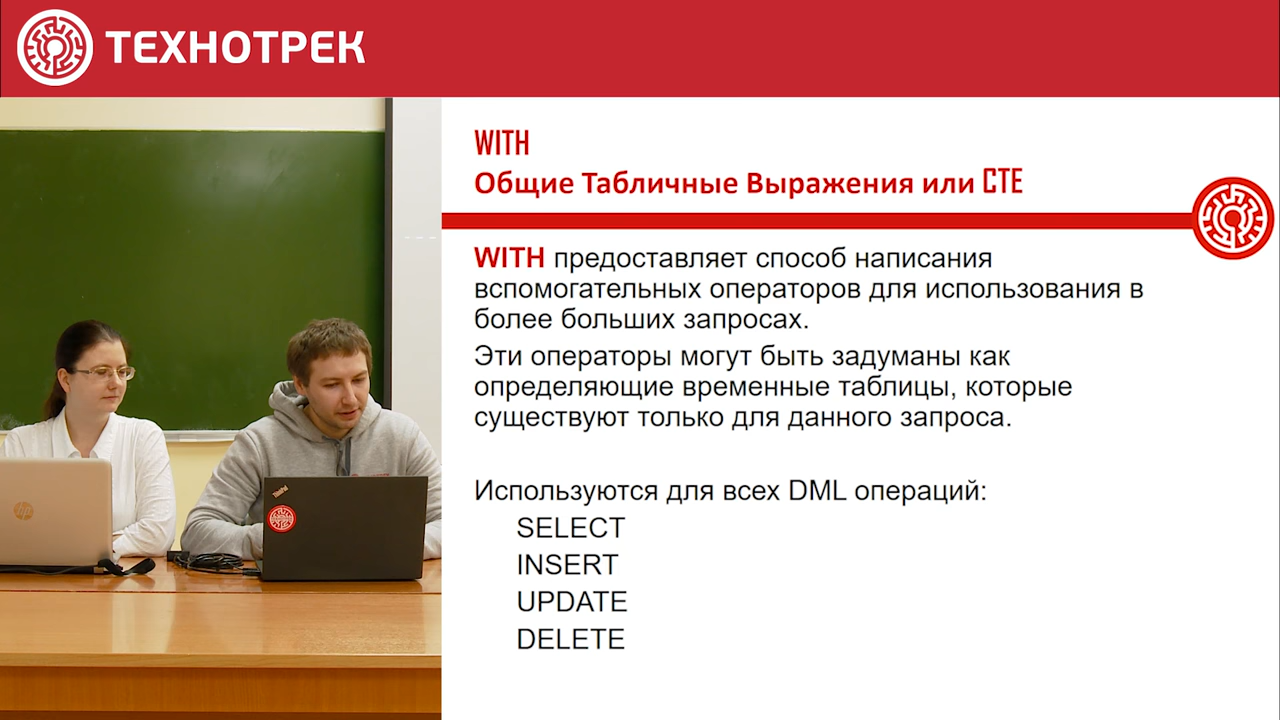 ТЕХНОТРЕК
WITH
Общие Табличные Выражения или CTE
WITH предоставляет способ написания
вспомогательных операторов для использования в
более больших запросах.
Эти операторы могут быть задуманы как
определяющие временные таблицы, которые
существуют только для данного запроса.
Используются для всех DML операций:
SELECT
INSERT
UPDATE
DELETE
hp
ThinkPad